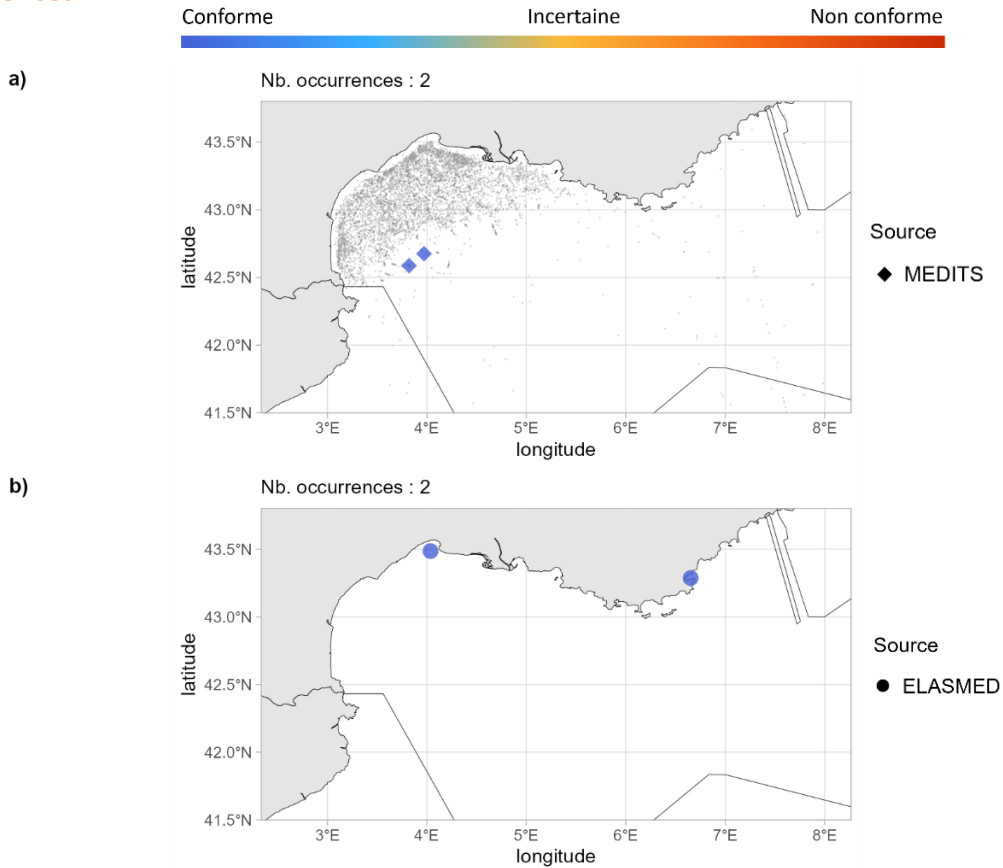 Conforme Incertaine Non conforme
a)
Nb. occurrences : 2
43.5°N
43.0°N
42.5°N
42.0°N
41.5°N
latitude
3°E 4°E 5°E 6°E 7°E 8°E
longitude
Source
MEDITS
b)
Nb. occurrences : 2
43.5°N
43.0°N
42.5°N
42.0°N
41.5°N
latitude
3°E 4°E 5°E 6°E 7°E 8°E
longitude
Source
ELASMED